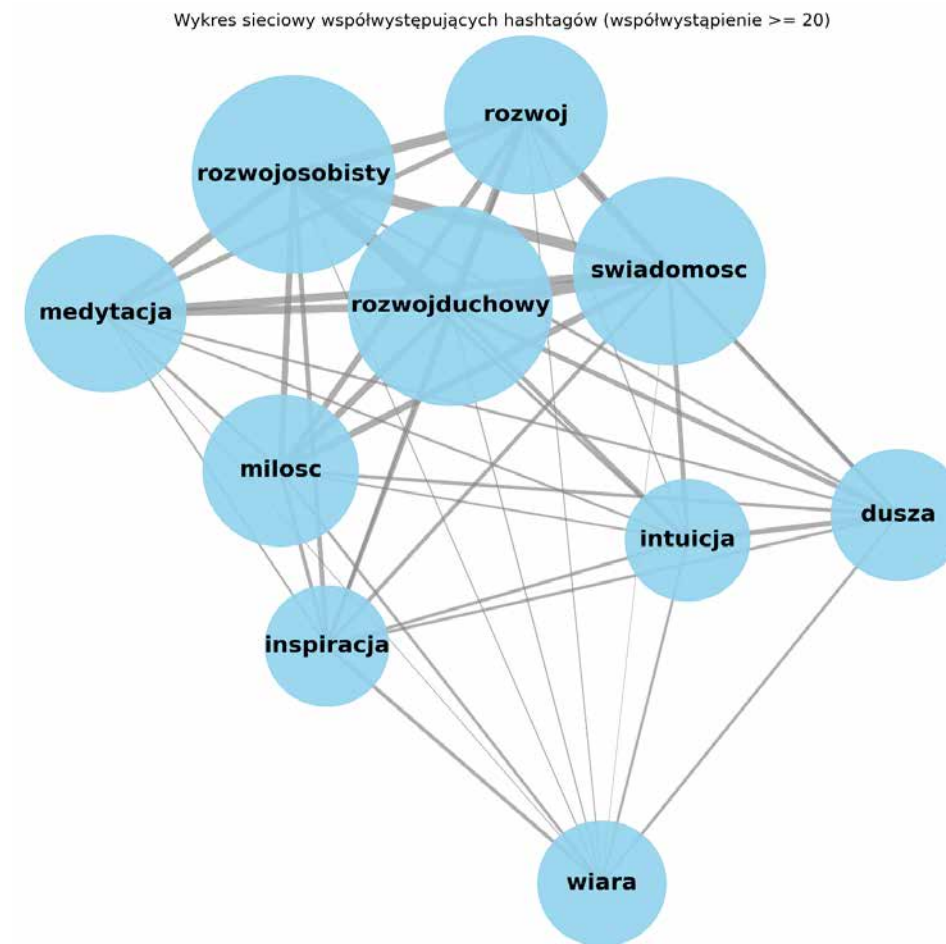 Wykres sieciowy współwystępujących hashtagów (współwystąpienie >= 20)
rozwoj
rozwojosobisty
swiadomosc
rozwojduchowy
medytacja
milosc
dusza
intuicja
inspiracja
wiara